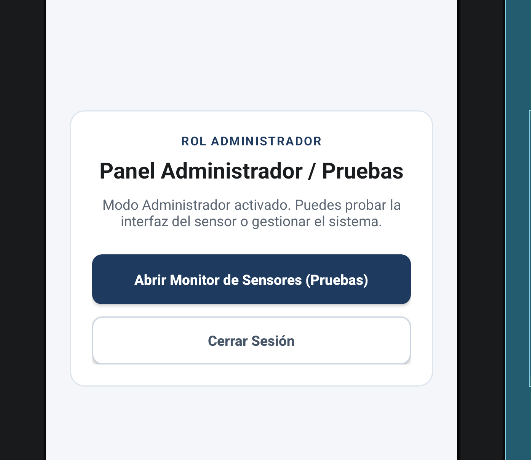 ROL ADMINISTRADOR
Panel Administrador / Pruebas
Modo Administrador activado. Puedes probar la
interfaz del sensor o gestionar el sistema.
Abrir Monitor de Sensores (Pruebas)
Cerrar Sesión